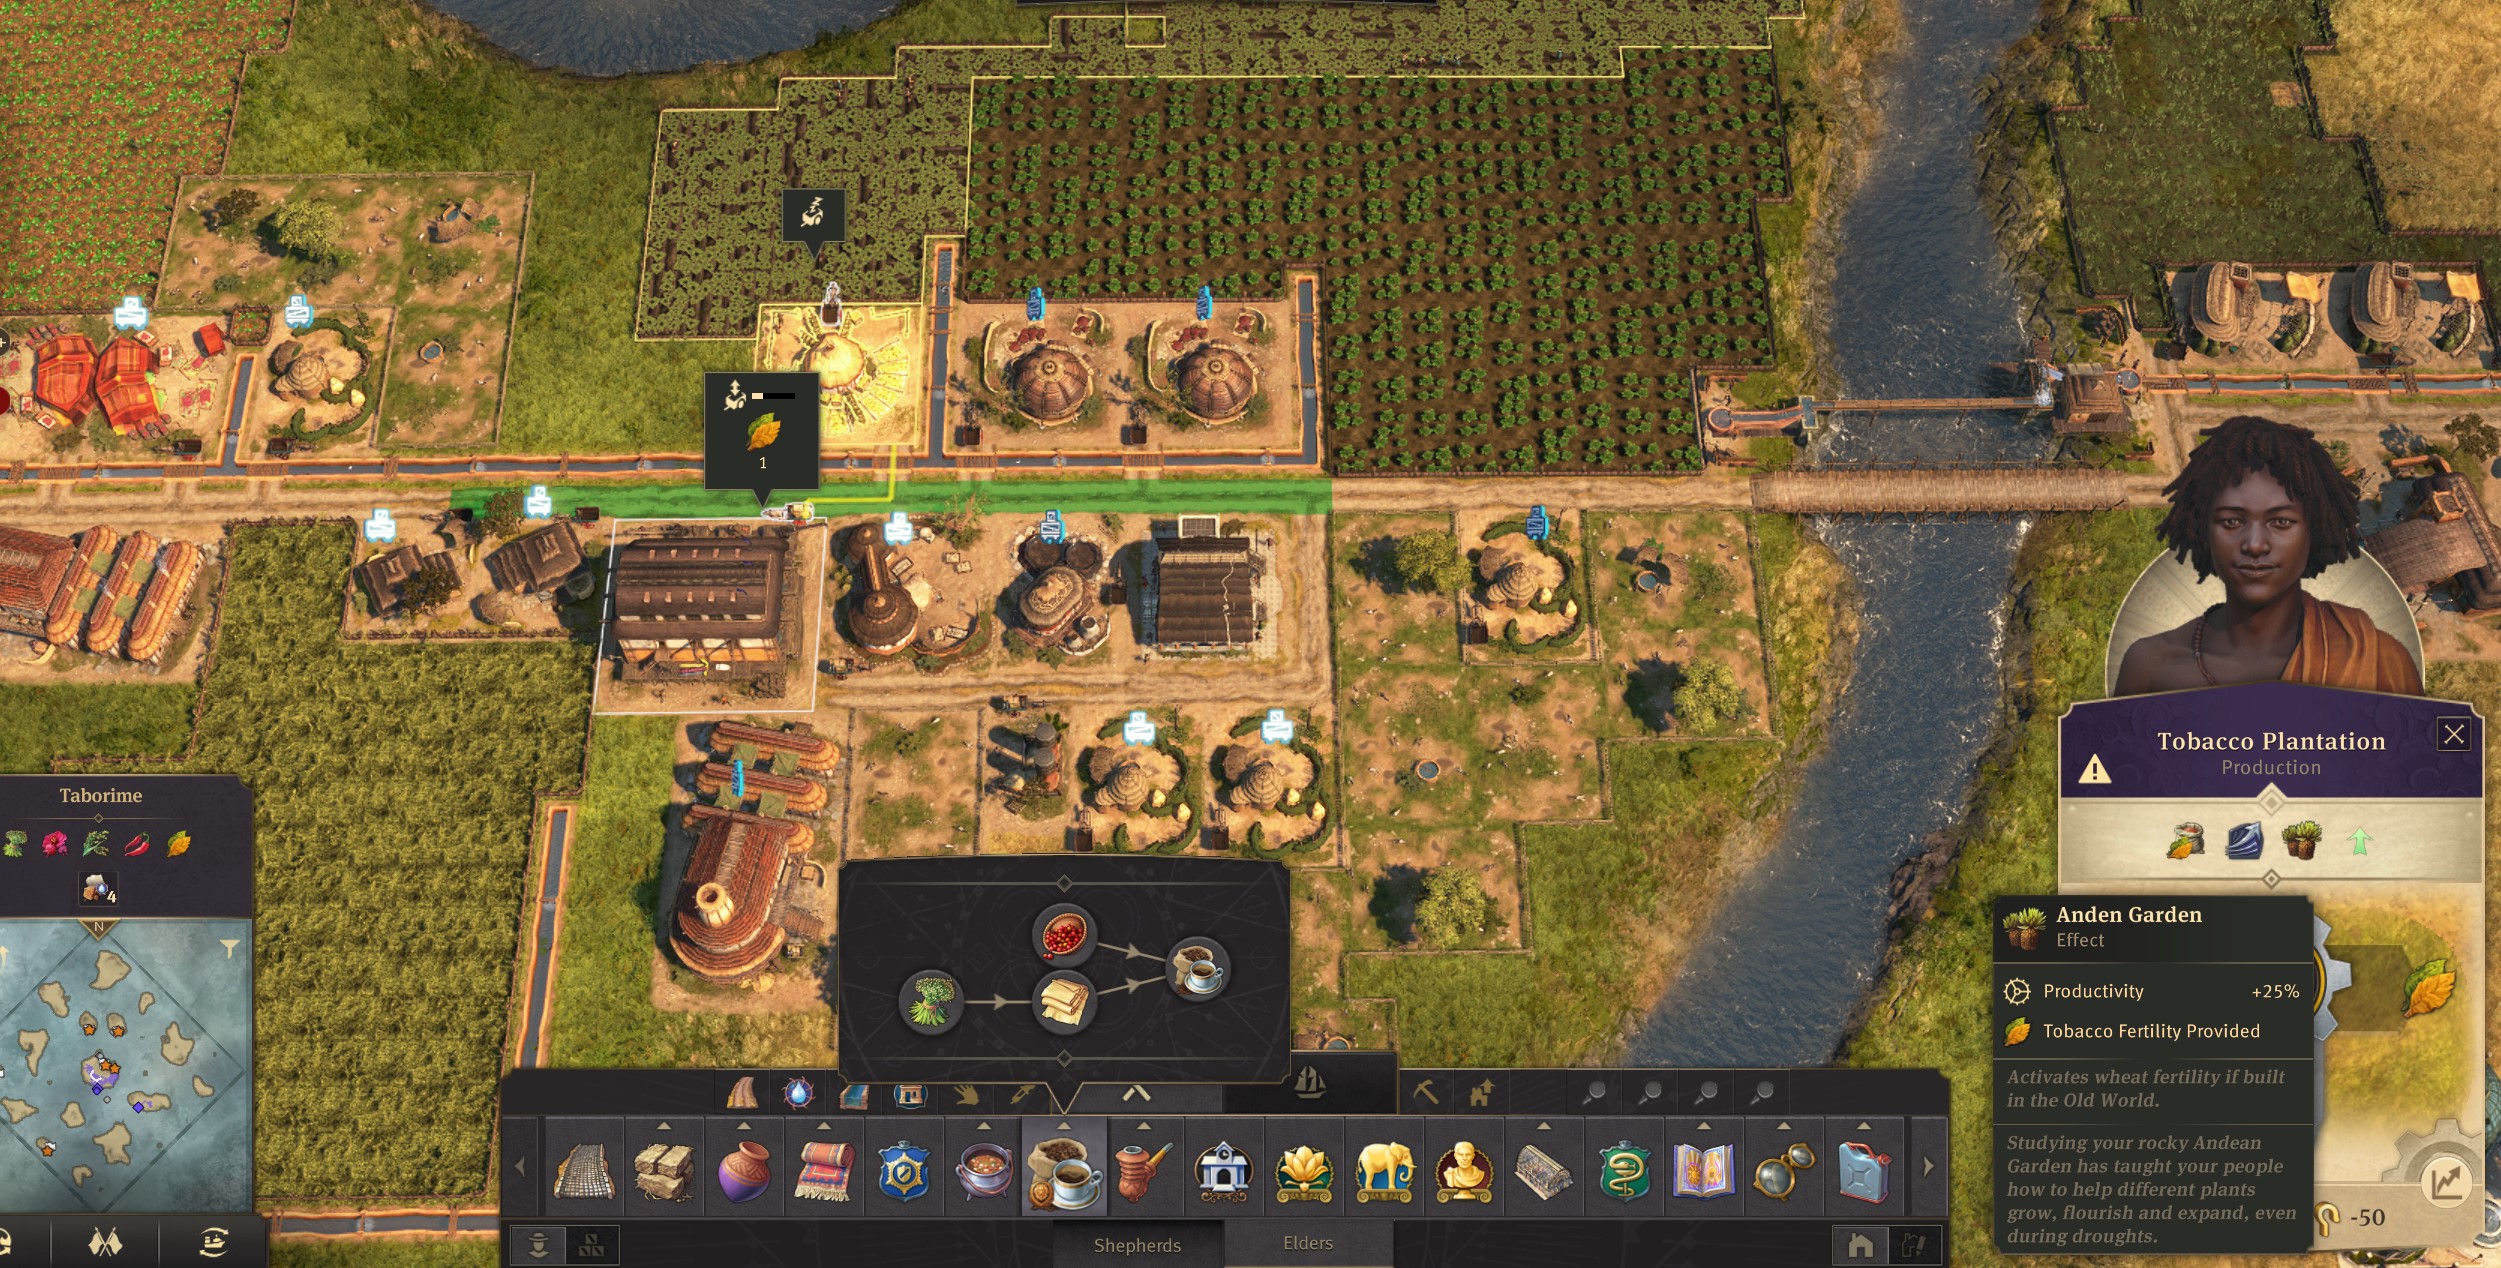 1
Taborime
4
N
Tobacco Plantation
Production
Anden Garden
Effect
Productivity +25%
Tobacco Fertility Provided
Activates wheat fertility if built
in the Old World.
Studying your rocky Andean
Garden has taught your people
how to help different plants
grow, flourish and expand, even
during droughts.
-50
Shepherds
Elders